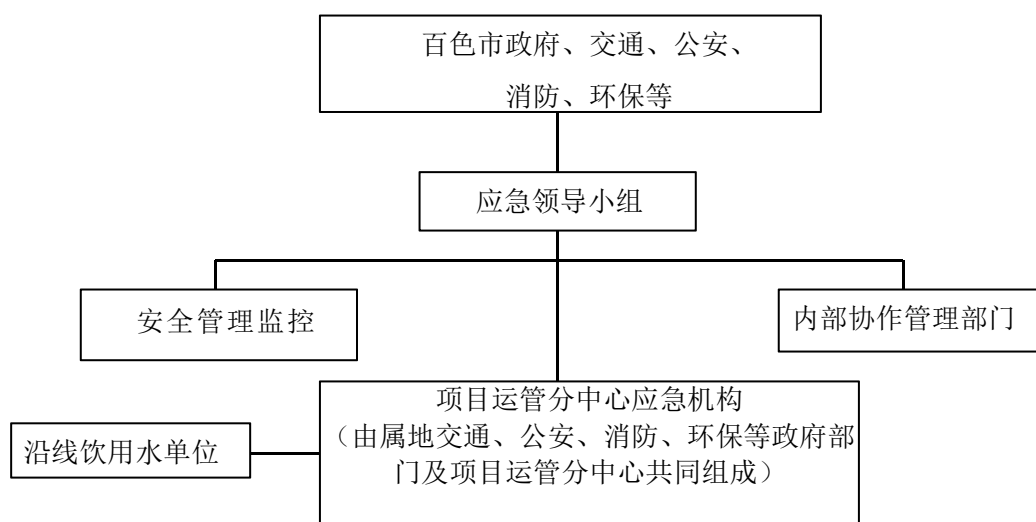 百色市政府、交通、公安、
消防、环保等
应急领导小组
安全管理监控
内部协作管理部门
项目运管分中心应急机构
（由属地交通、公安、消防、环保等政府部
门及项目运管分中心共同组成）
沿线饮用水单位